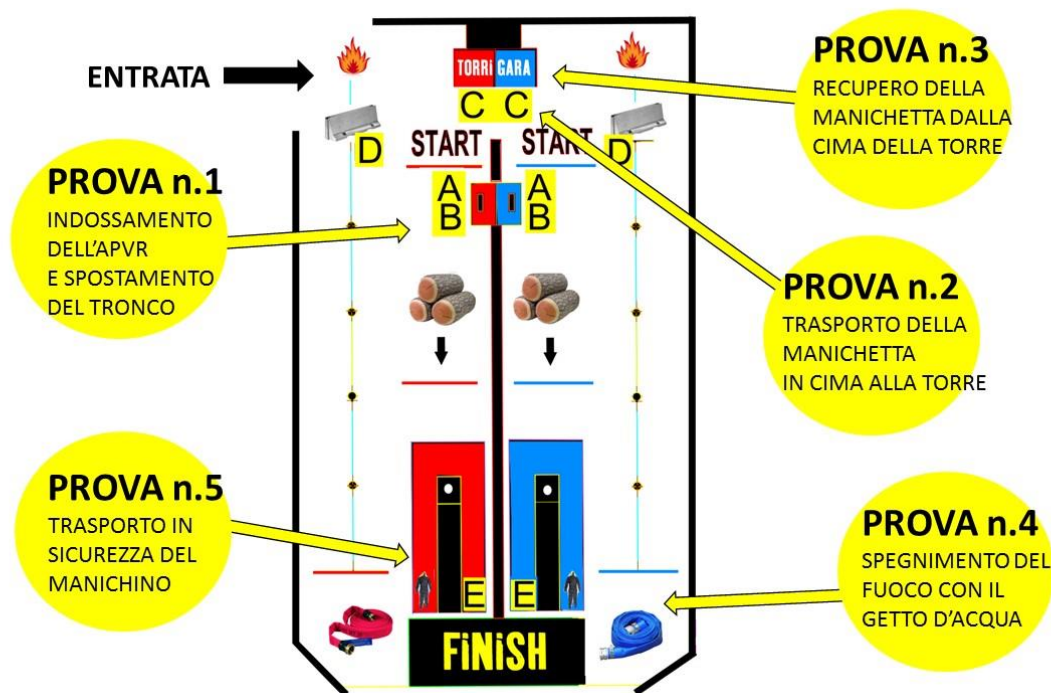 ENTRATA
TORRi GARA
C C
D
START
START
D
A
B
A
B
PROVA n.3
RECUPERO DELLA
MANICHETTA DALLA
CIMA DELLA TORRE
PROVA n.1
INDOSSAMENTO
DELL'APVR
E SPOSTAMENTO
DEL TRONCO
PROVA n.2
TRASPORTO DELLA
MANICHETTA
IN CIMA ALLA TORRE
PROVA n.5
TRASPORTO IN
SICUREZZA DEL
MANICHINO
E
E
PROVA n.4
SPEGNIMENTO DEL
FUOCO CON IL
GETTO D'ACQUA
FiNiSH